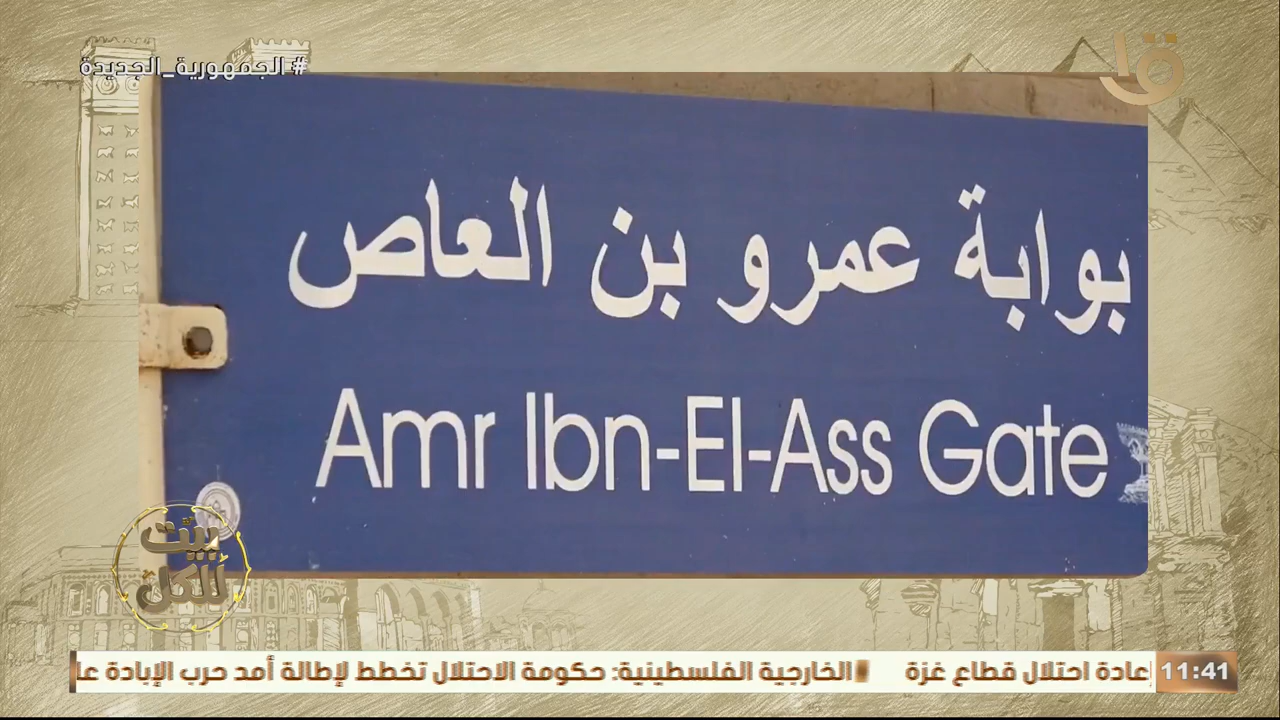 #الجمهورية_الجديدة
بوابة عمرو بن العاص
Amr Ibn-El-Ass Gate
بيت
للكل
11:41
عادة احتلال قطاع غزة
الخارجية الفلسطينية: حكومة الاحتلال تخطط لإطالة أمد حرب الإبادة عا